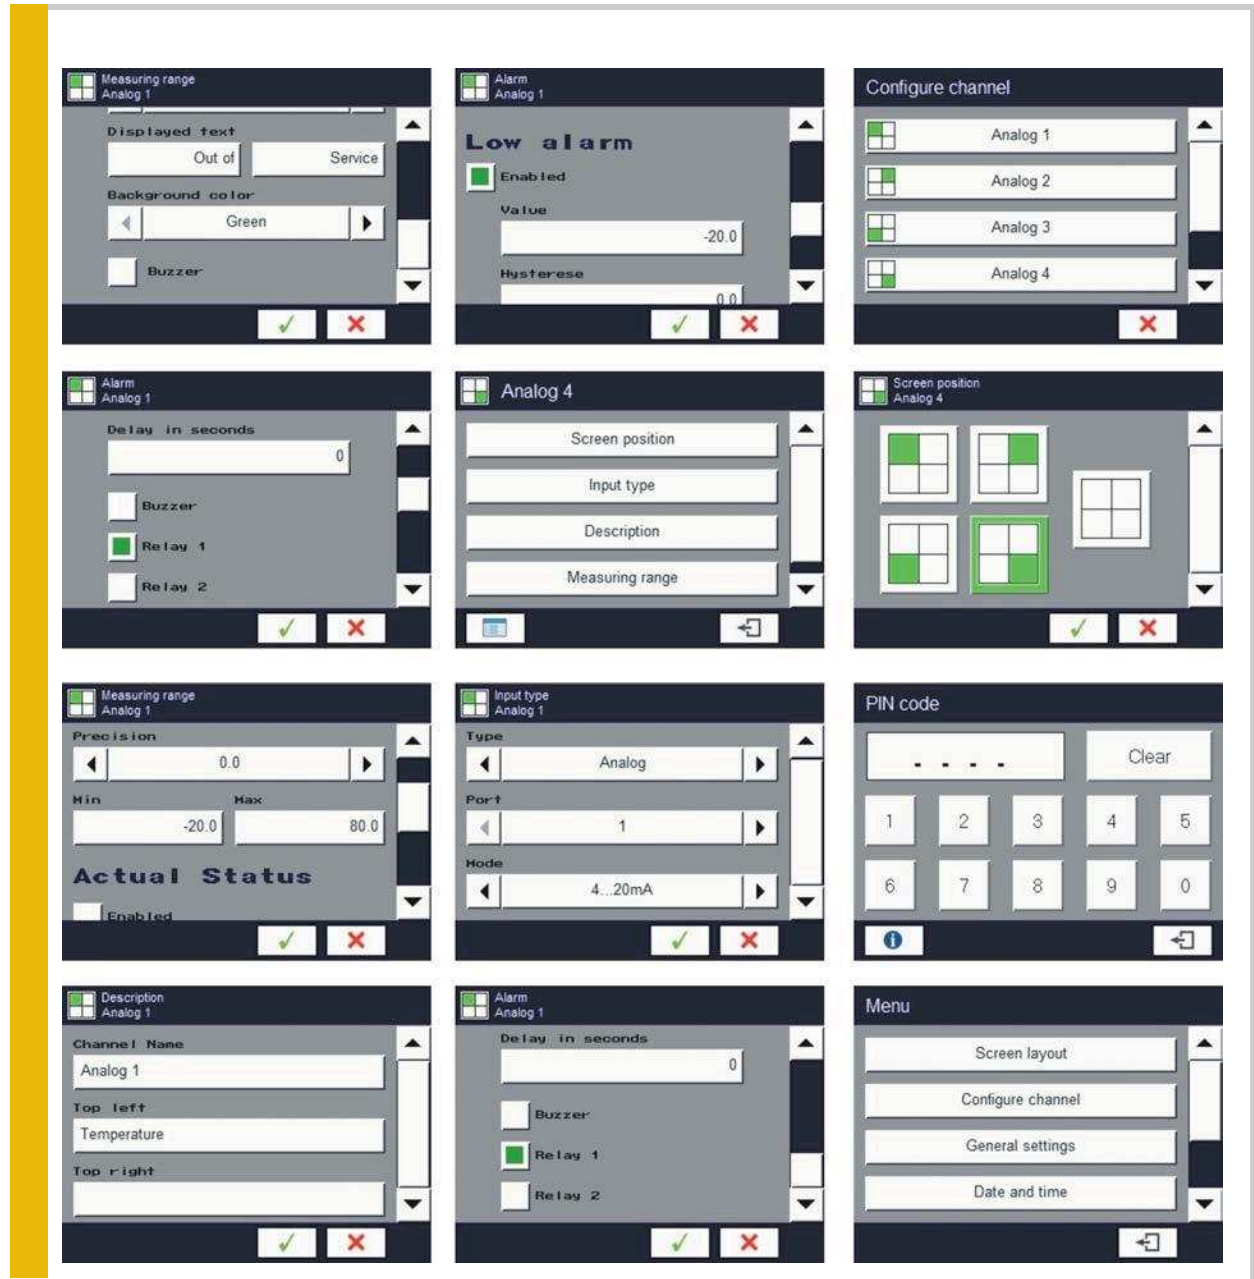 Measuring range
Analog 1
Displayed text
Out of Service
Background color
Green
Buzzer
Alarm
Analog 1
Low alarm
Enabled
Value
-20.0
Hysterese
0.0
Configure channel
Analog 1
Analog 2
Analog 3
Analog 4
Alarm
Analog 1
Delay in seconds
0
Buzzer
Relay 1
Relay 2
Analog 4
Screen position
Input type
Description
Measuring range
Screen position
Analog 4
Measuring range
Analog 1
Precision
0.0
Min Max
-20.0 80.0
Actual Status
Enabled
Input type
Analog 1
Type
Analog
Port
1
Mode
4...20mA
PIN code
- - - - Clear
1 2 3 4 5
6 7 8 9 0
Description
Analog 1
Channel Name
Analog 1
Top left
Temperature
Top right
Alarm
Analog 1
Delay in seconds
0
Buzzer
Relay 1
Relay 2
Menu
Screen layout
Configure channel
General settings
Date and time